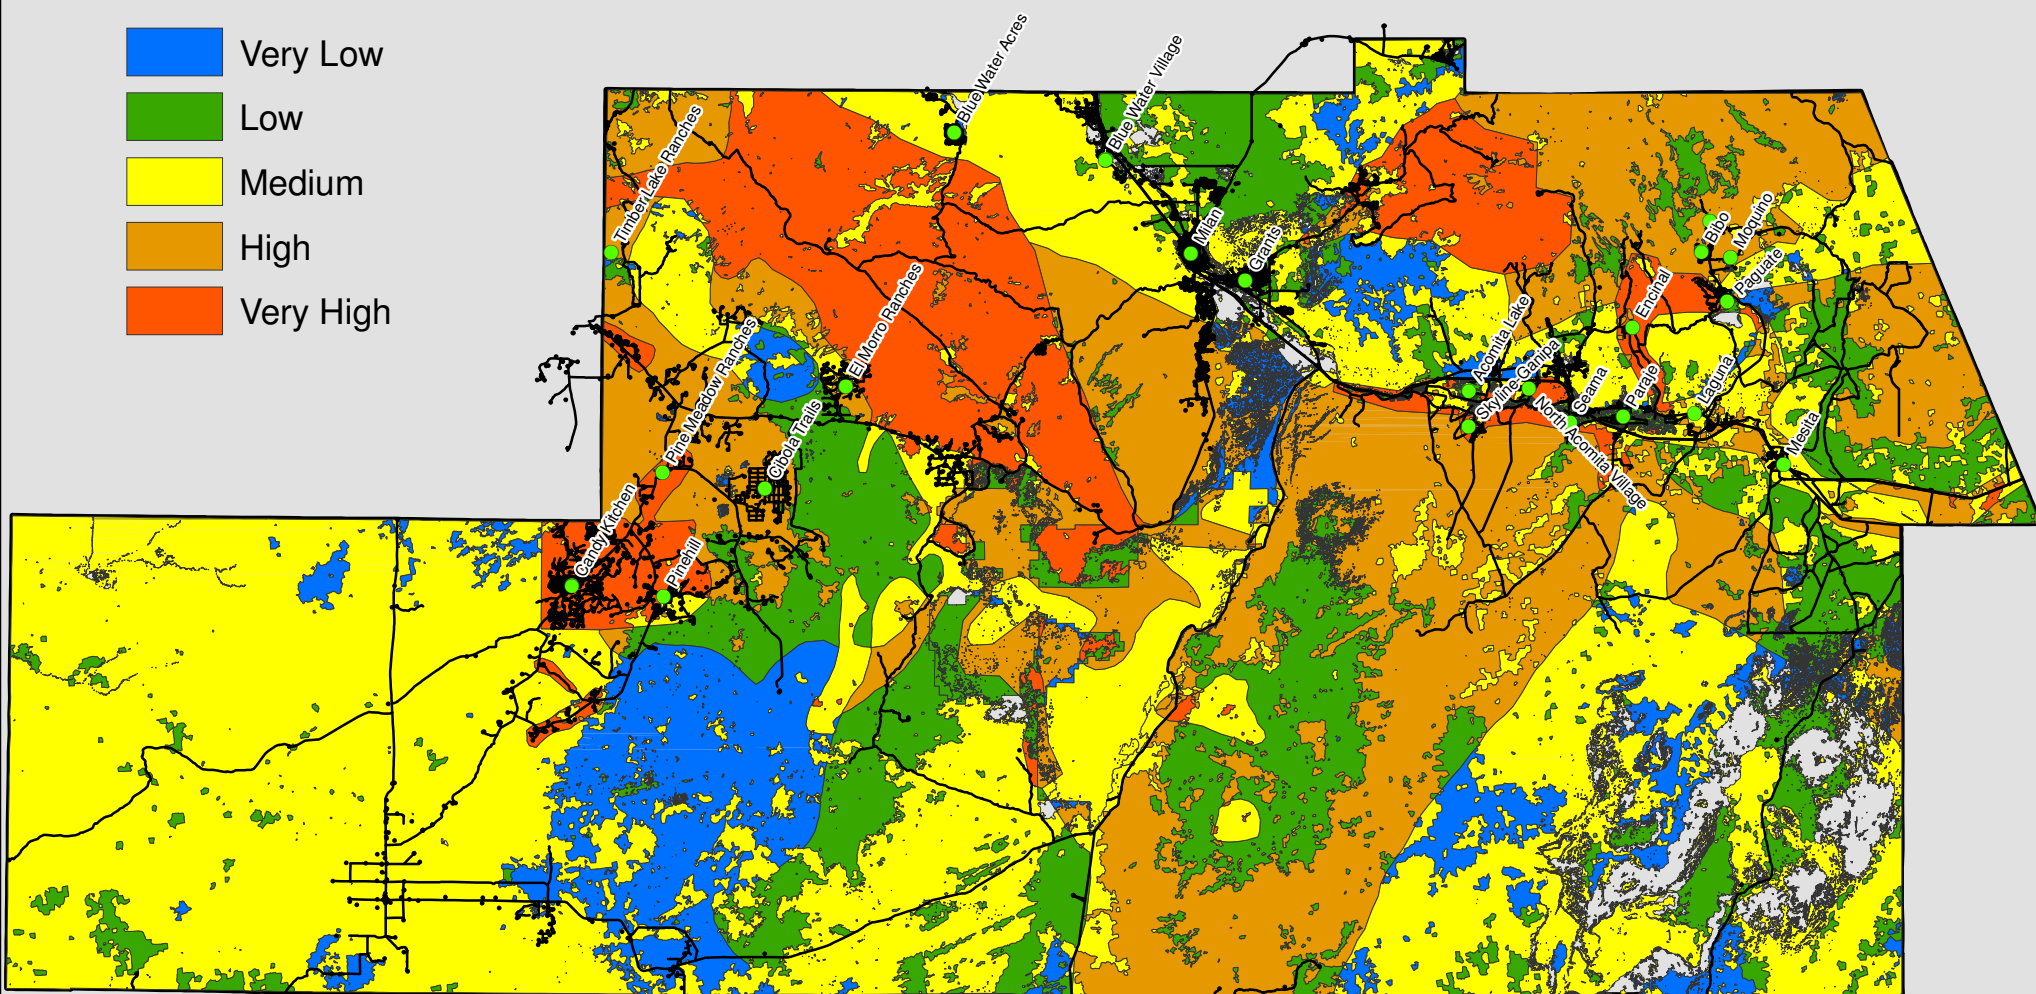 Very Low
Low
Medium
High
Very High
Blue Water Acres
Blue Water Village
Timber Lake Ranches
Milan
Grants
Bibo
Moquino
Paguate
Encinal
El Morro Ranches
Pine Meadow Ranches
Acomita Lake
Skyline-Ganipa
North Acomita Village
Seama
Paraje
Laguna
Mesita
Cibola Trails
Candy Kitchen
Pinehill